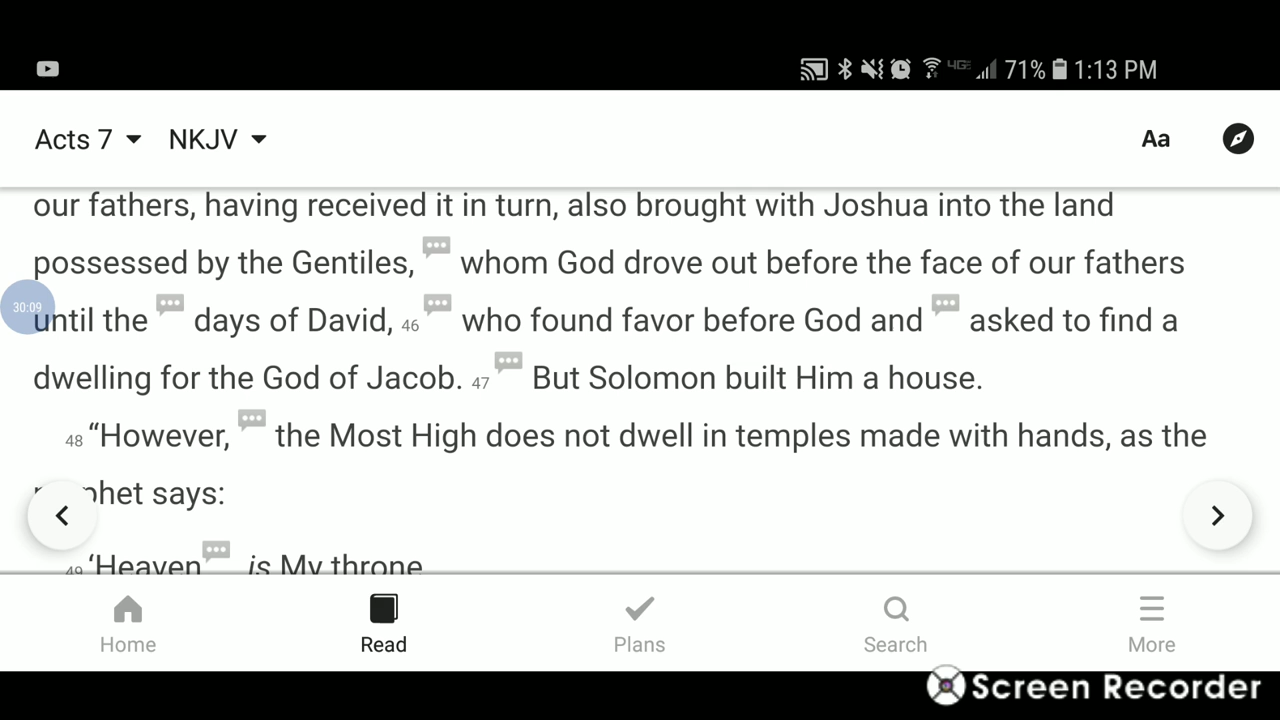 4GE 71% 1:13 PM
Acts 7 NKJV Aa
our fathers, having received it in turn, also brought with Joshua into the land
possessed by the Gentiles, whom God drove out before the face of our fathers
30:09
until the days of David, 46 who found favor before God and asked to find a
dwelling for the God of Jacob. 47 But Solomon built Him a house.
48 “However, the Most High does not dwell in temples made with hands, as the
says:
49 ‘Heaven is My throne
Home Read Plans Search More
Screen Recorder